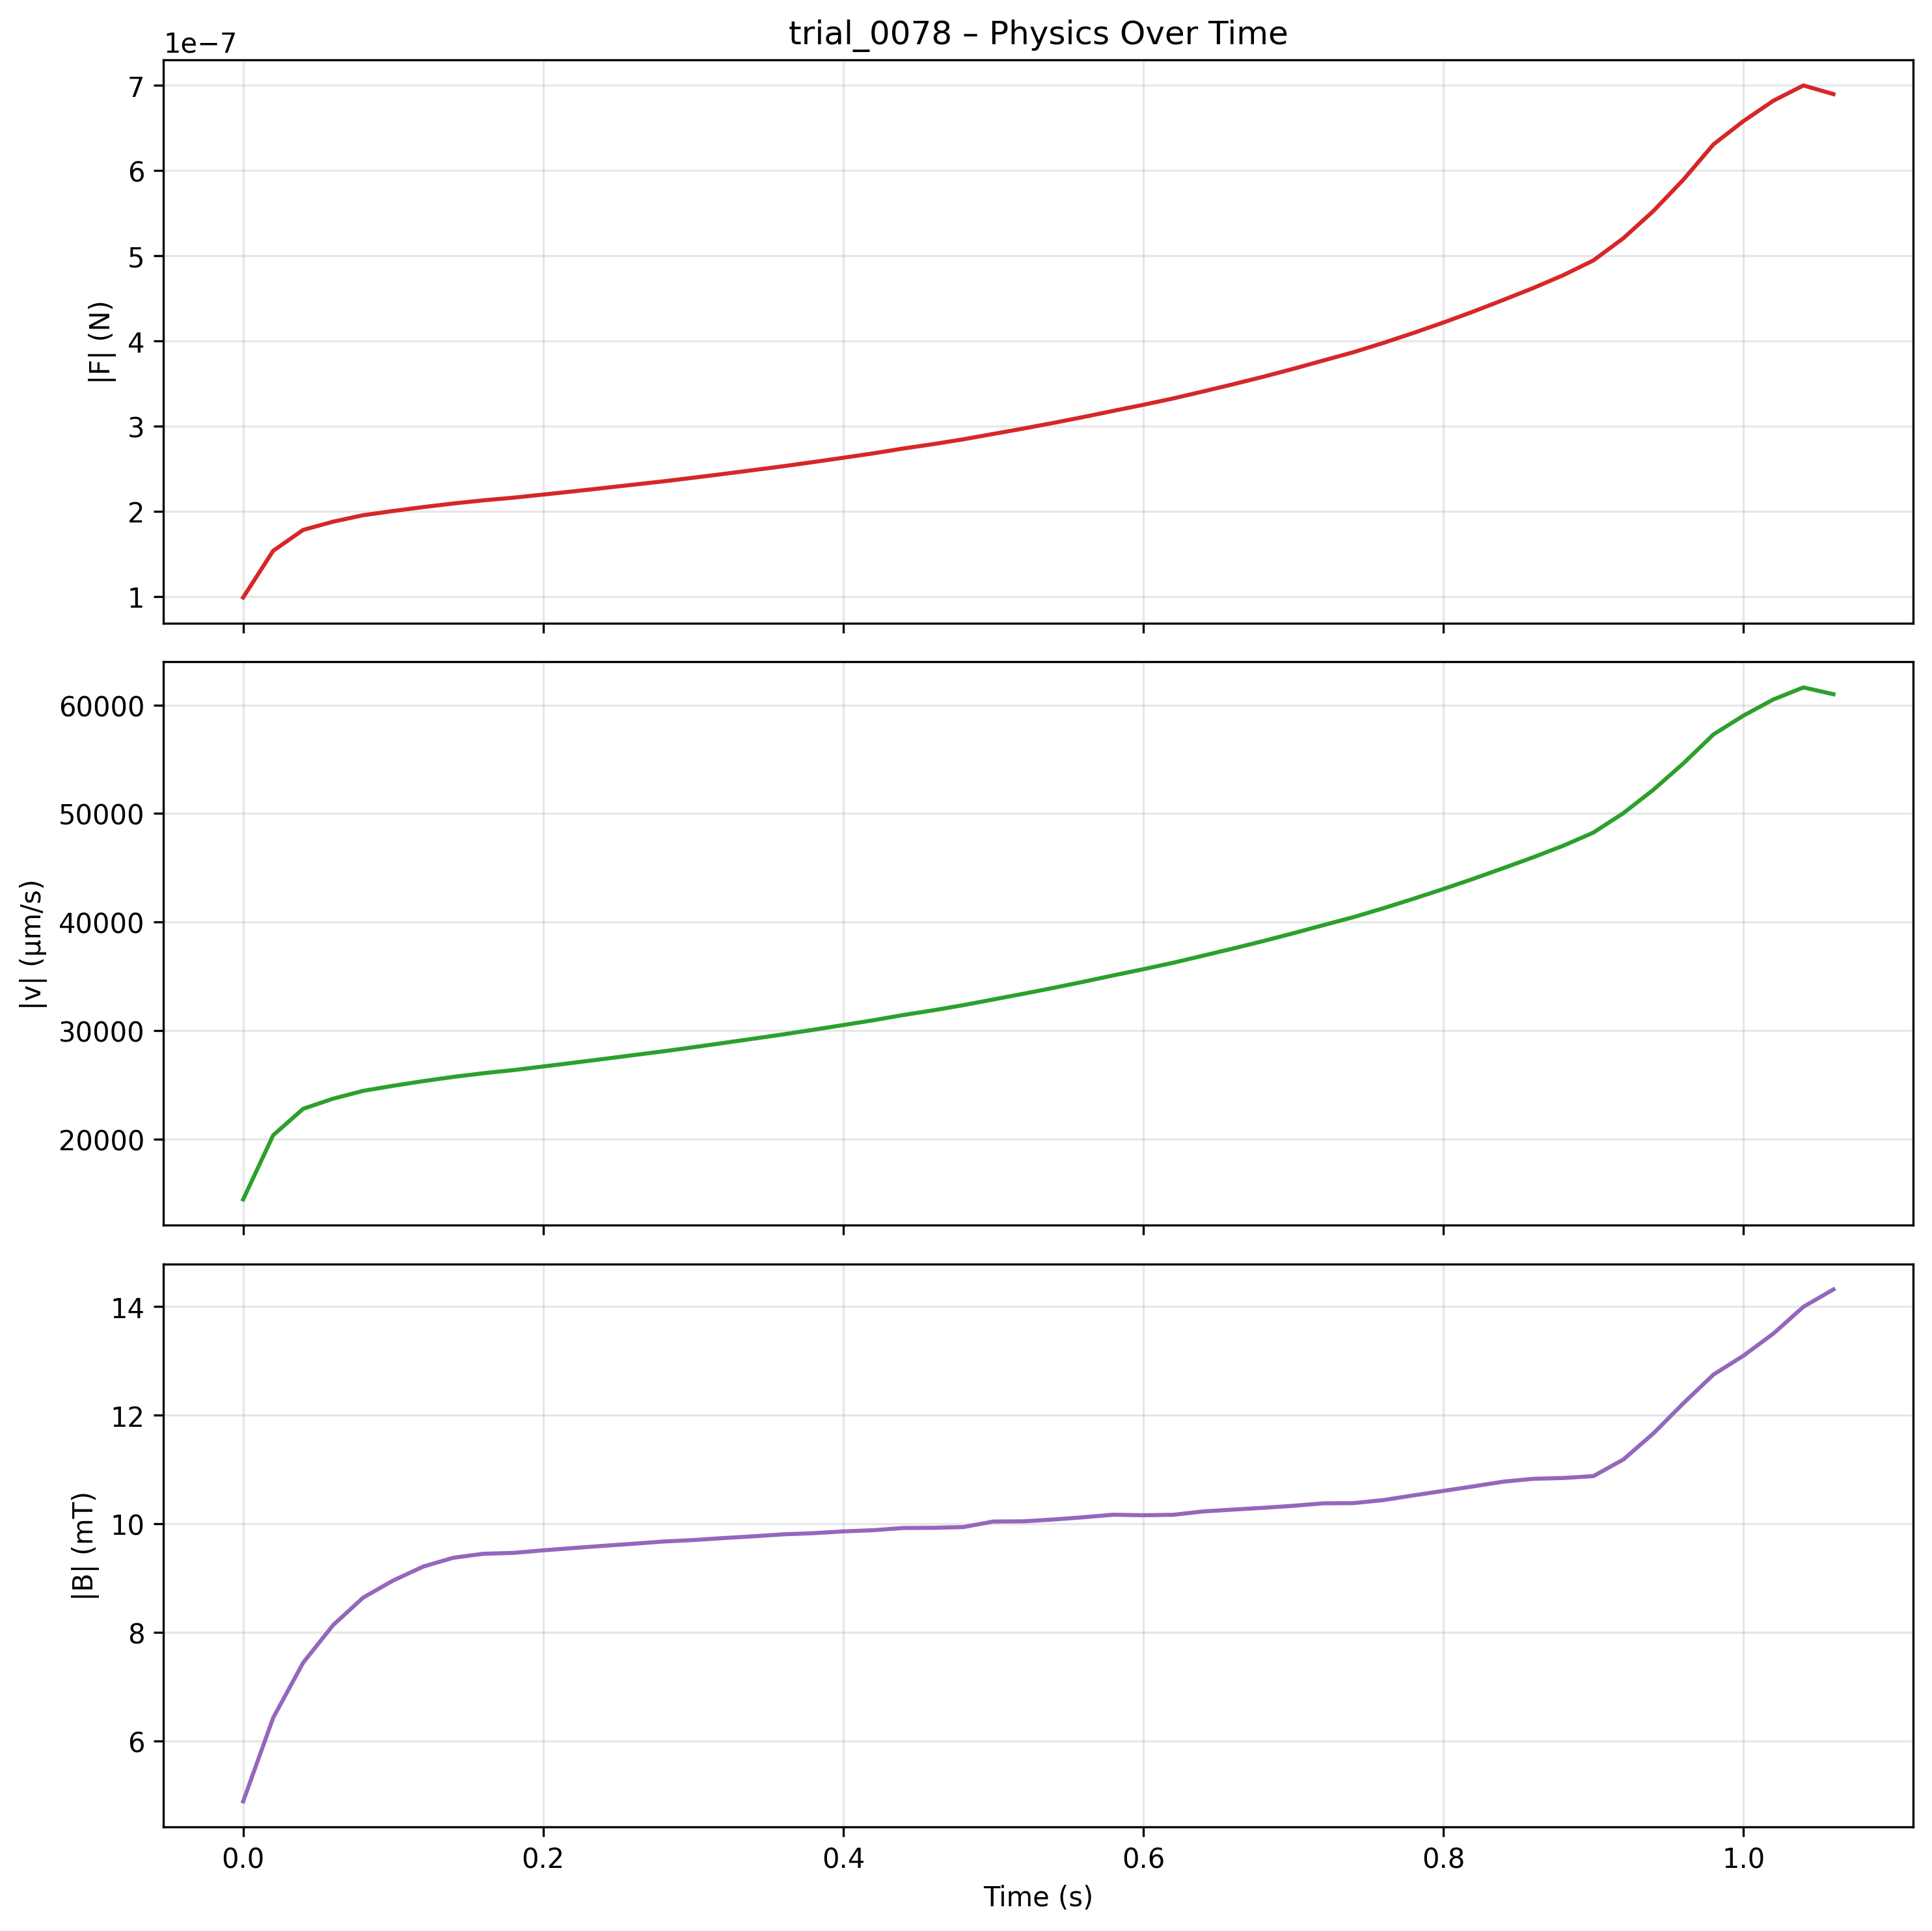 trial_0078 – Physics Over Time
1e−7
7
6
5
4
3
2
1
|F| (N)
60000
50000
40000
30000
20000
|v| (μm/s)
14
12
10
8
6
|B| (mT)
0.0 0.2 0.4 0.6 0.8 1.0
Time (s)